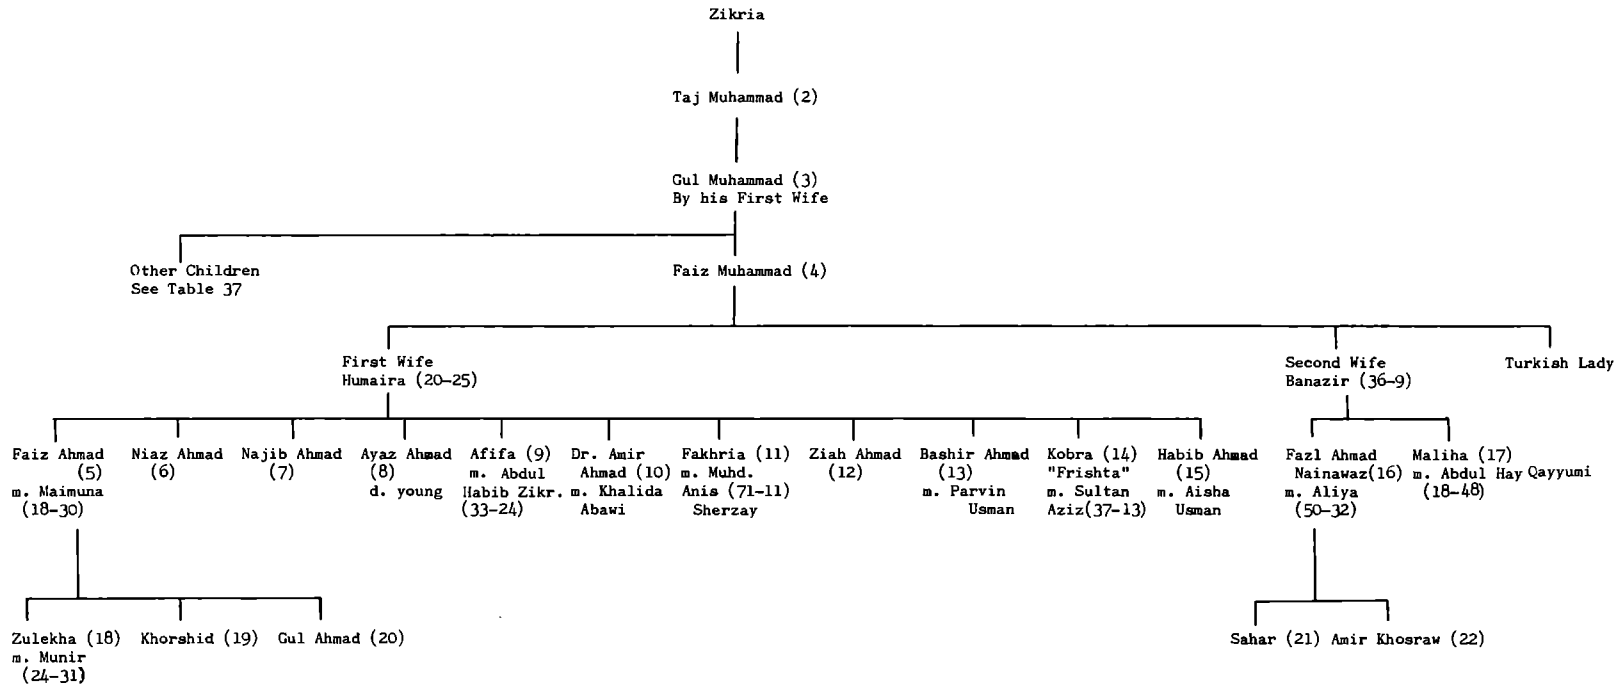 Zikria
Taj Muhammad (2)
Gul Muhammad (3)
By his First Wife
Other Children
See Table 37
Faiz Muhammad (4)
First Wife
Humaira (20-25)
Second Wife
Banazir (36-9)
Turkish Lady
Faiz Ahmad
(5)
m. Maimuna
(18-30)
Niaz Ahmad
(6)
Najib Ahmad
(7)
Ayaz Ahmad
(8)
d. young
Afifa (9)
m. Abdul
Habib Zikr.
(33-24)
Dr. Amir
Ahmad (10)
m. Khalida
Abawi
Fakhria (11)
m. Muhd.
Anis (71-11)
Sherzay
Ziah Ahmad
(12)
Bashir Ahmad
(13)
m. Parvin
Usman
Kobra (14)
"Frishta"
m. Sultan
Aziz(37-13)
Habib Ahmad
(15)
m. Aisha
Usman
Fazl Ahmad
Nainawaz(16)
m. Aliya
(50-32)
Maliha (17)
m. Abdul Hay Qayyumi
(18-48)
Zulekha (18)
m. Munir
(24-31)
Khorshid (19)
Gul Ahmad (20)
Sahar (21)
Amir Khosraw (22)